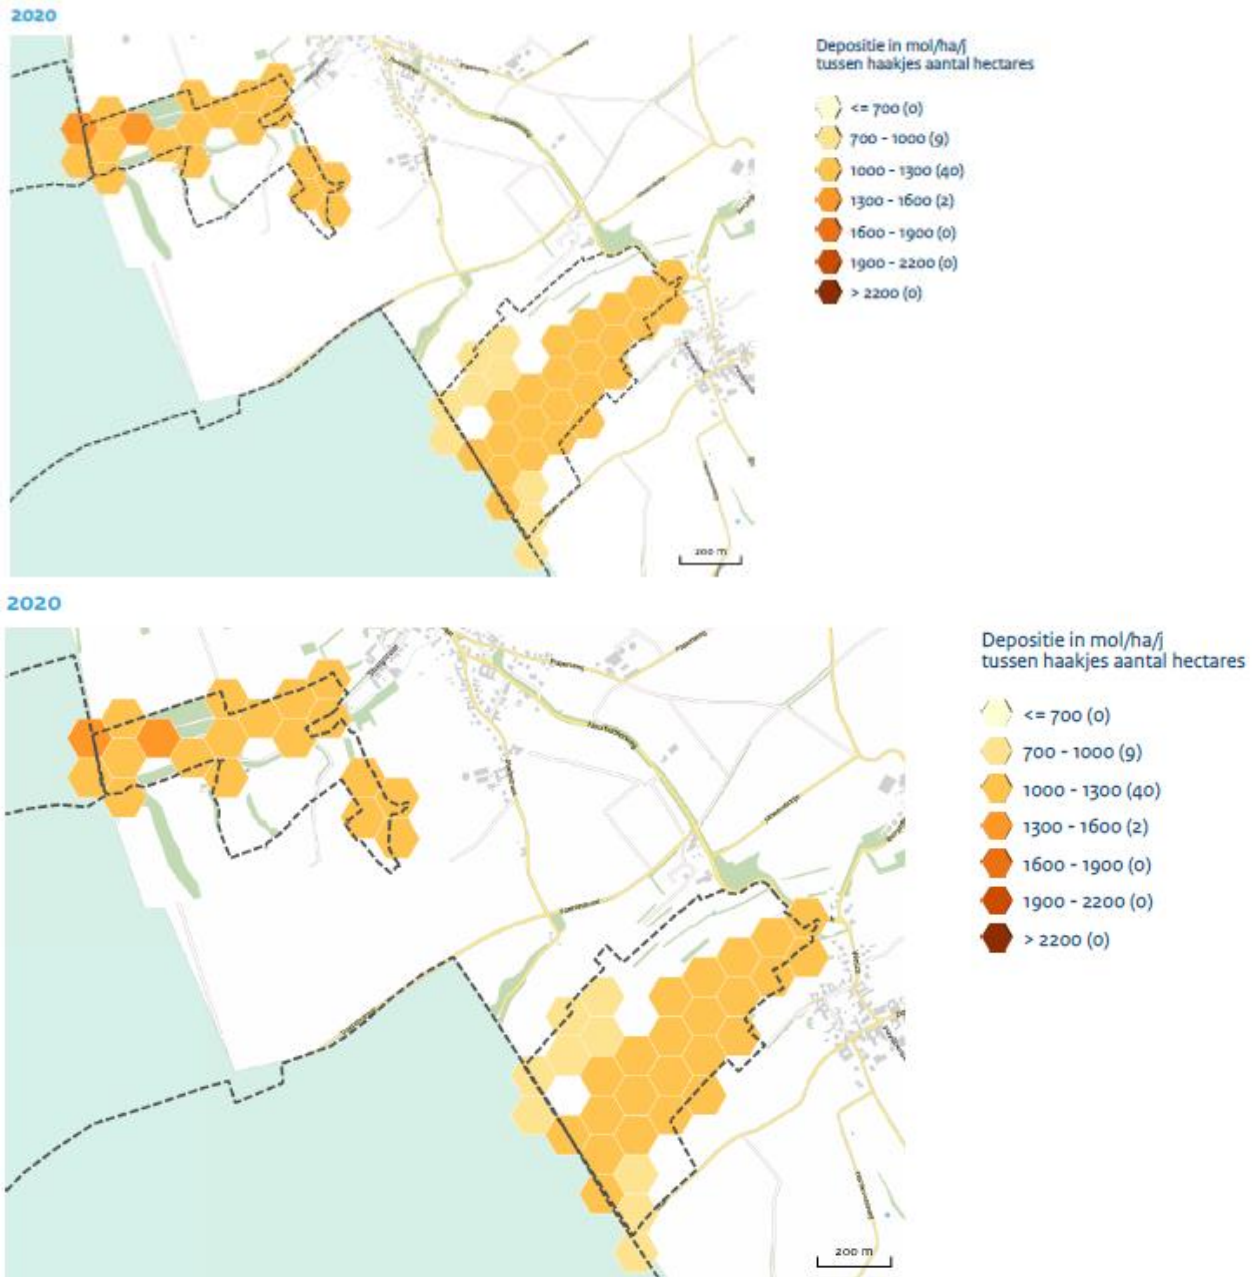 2020
Depositie in mol/ha/j
tussen haakjes aantal hectares
<= 700 (0)
700 - 1000 (9)
1000 - 1300 (40)
1300 - 1600 (2)
1600 - 1900 (0)
1900 - 2200 (0)
> 2200 (0)
200 m
2020
Depositie in mol/ha/j
tussen haakjes aantal hectares
<= 700 (0)
700 - 1000 (9)
1000 - 1300 (40)
1300 - 1600 (2)
1600 - 1900 (0)
1900 - 2200 (0)
> 2200 (0)
200 m